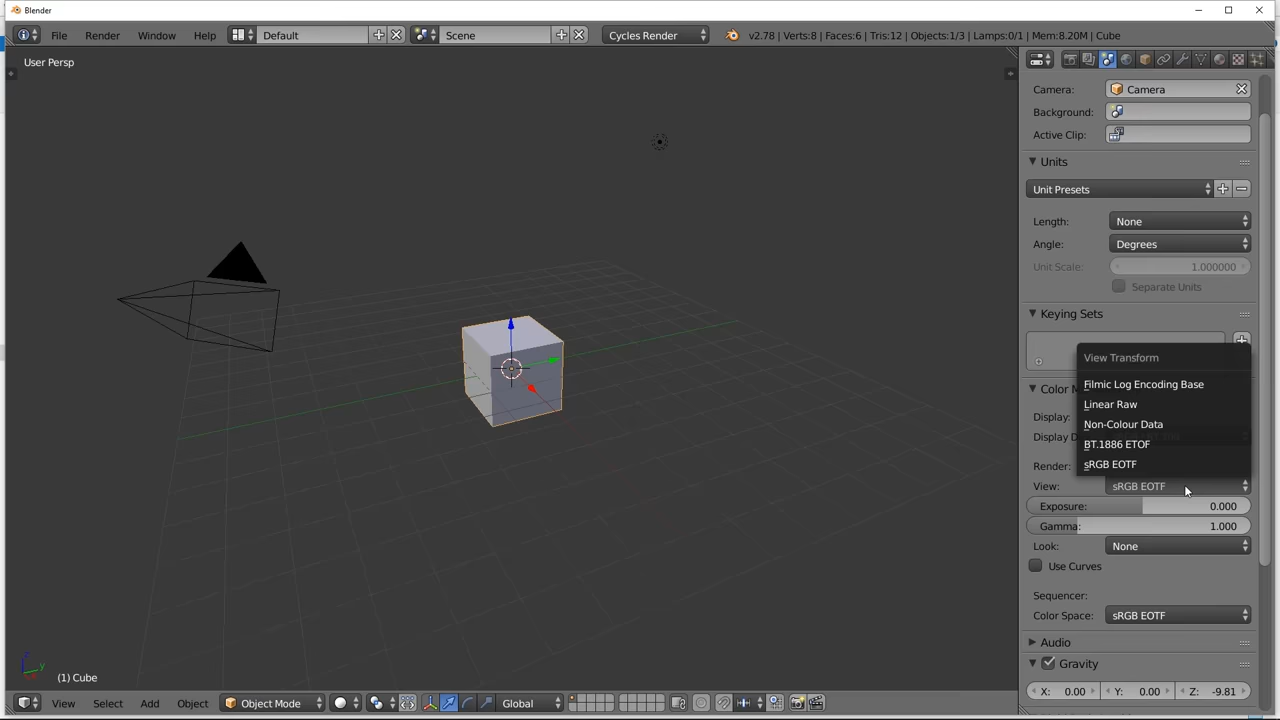 Blender
File Render Window Help Default Scene Cycles Render v2.78 | Verts:8 | Faces:6 | Tris:12 | Objects:1/3 | Lamps:0/1 | Mem:8.20M | Cube
User Persp
Camera: Camera
Background:
Active Clip:
Units
Unit Presets
Length: None
Angle: Degrees
Unit Scale: 1.000000
Separate Units
Keying Sets
View Transform
Filmic Log Encoding Base
Linear Raw
Non-Colour Data
BT.1886 ETOF
sRGB EOTF
Color M
Display:
Display D
Render:
View: sRGB EOTF
Exposure: 0.000
Gamma: 1.000
Look: None
Use Curves
Sequencer:
Color Space: sRGB EOTF
Audio
Gravity
X: 0.00 Y: 0.00 Z: -9.81
z
y
(1) Cube
View Select Add Object Object Mode Global